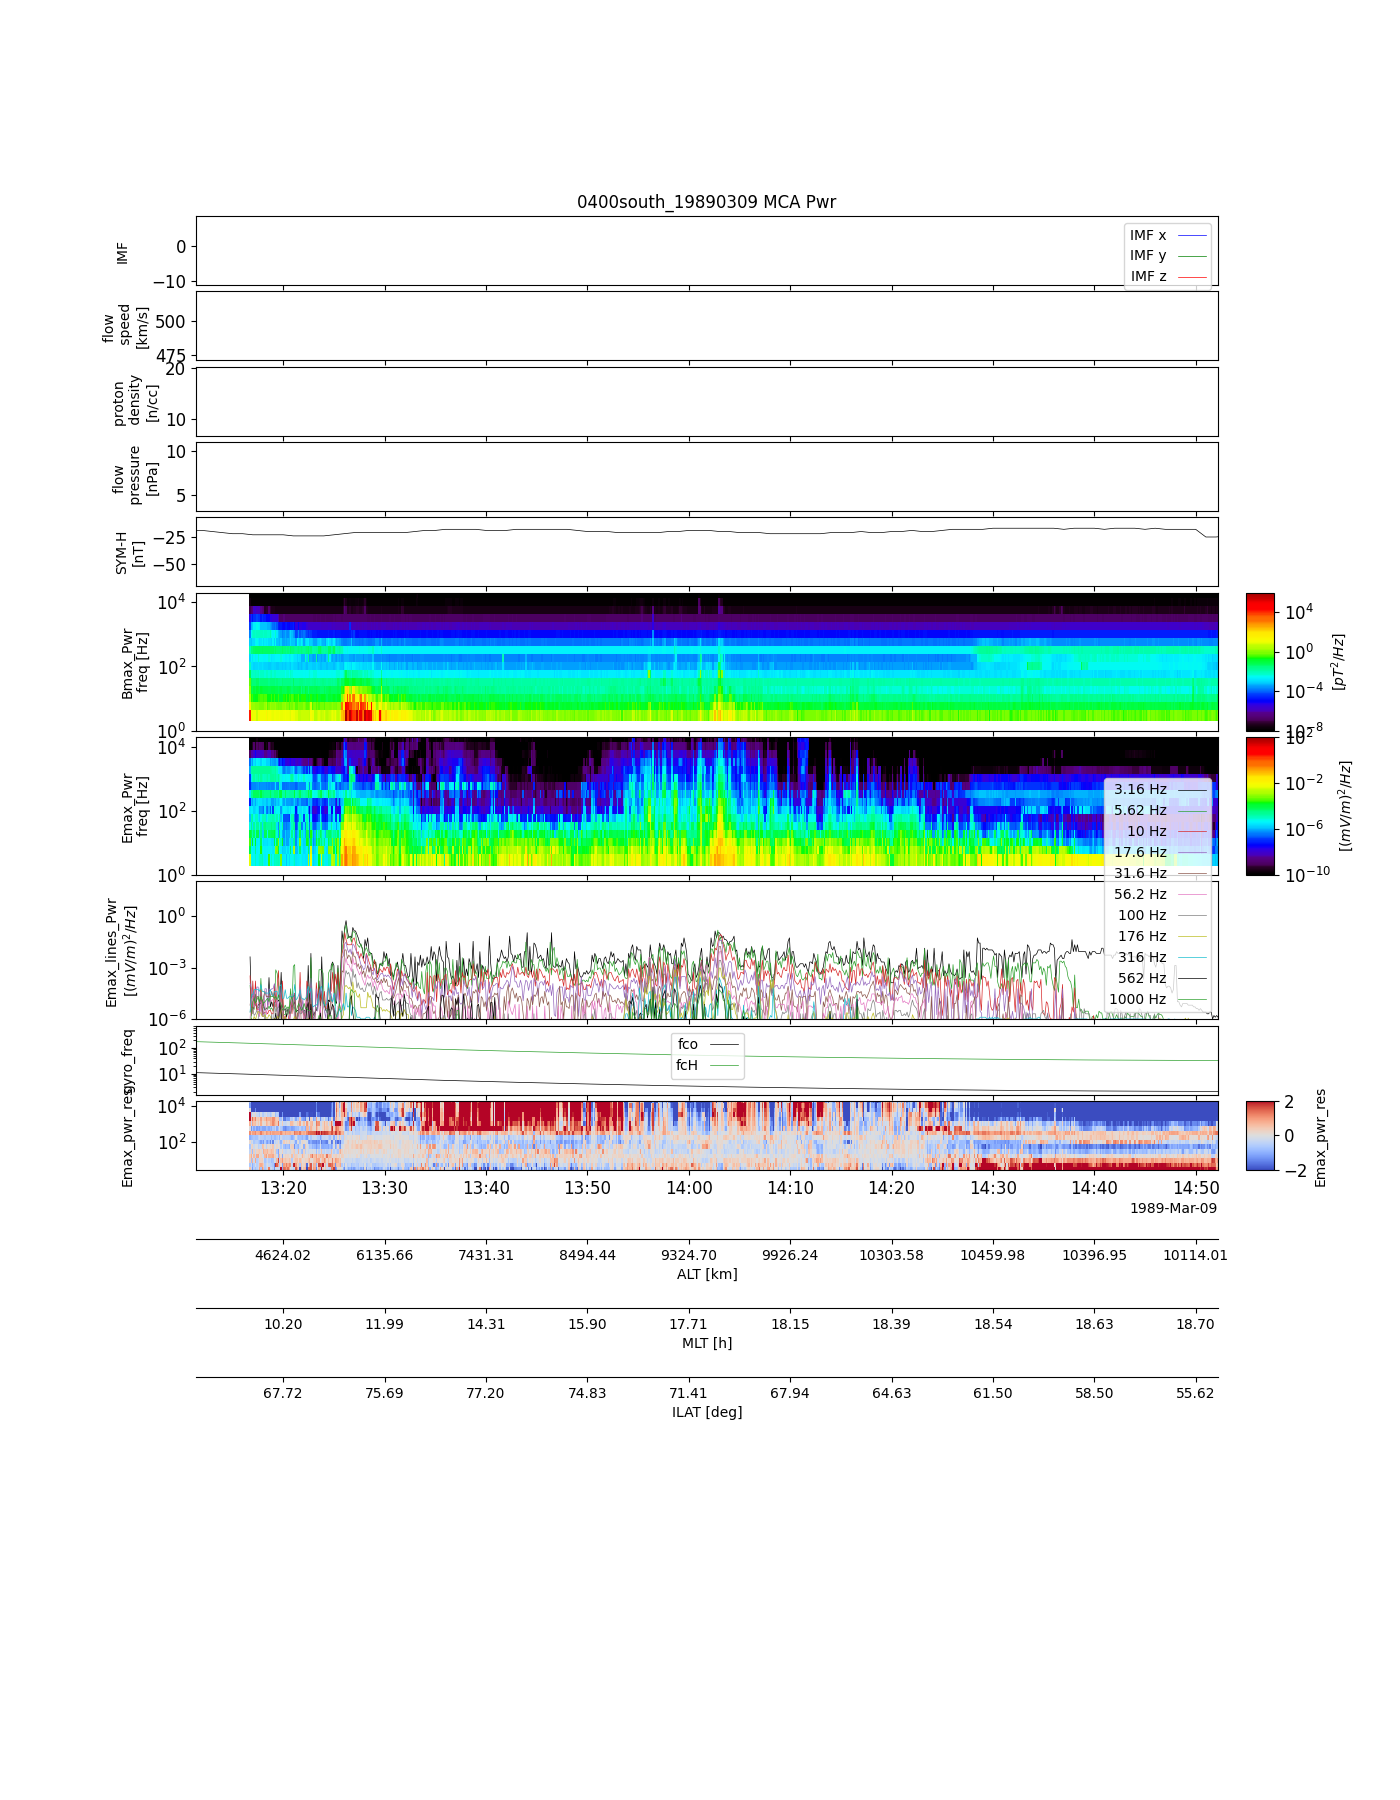 0400south_19890309 MCA Pwr
IMF
0
−10
IMF x
IMF y
IMF z
flow
speed
[km/s]
500
475
proton
density
[n/cc]
20
10
flow
pressure
[nPa]
10
5
SYM-H
[nT]
−25
−50
Bmax_Pwr
freq [Hz]
10^4
10^2
10^0
10^4
10^0
10^−4
10^−8
[pT^2/Hz]
Emax_Pwr
freq [Hz]
10^4
10^2
10^0
10^2
10^−2
10^−6
10^−10
[(mV/m)^2/Hz]
3.16 Hz
5.62 Hz
10 Hz
17.6 Hz
31.6 Hz
56.2 Hz
100 Hz
176 Hz
316 Hz
562 Hz
1000 Hz
Emax_lines_Pwr
[(mV/m)^2/Hz]
10^0
10^−3
10^−6
gyro_freq
10^2
10^1
fco
fcH
Emax_pwr_res
10^4
10^2
2
0
−2
Emax_pwr_res
13:20 13:30 13:40 13:50 14:00 14:10 14:20 14:30 14:40 14:50
1989-Mar-09
4624.02 6135.66 7431.31 8494.44 9324.70 9926.24 10303.58 10459.98 10396.95 10114.01
ALT [km]
10.20 11.99 14.31 15.90 17.71 18.15 18.39 18.54 18.63 18.70
MLT [h]
67.72 75.69 77.20 74.83 71.41 67.94 64.63 61.50 58.50 55.62
ILAT [deg]